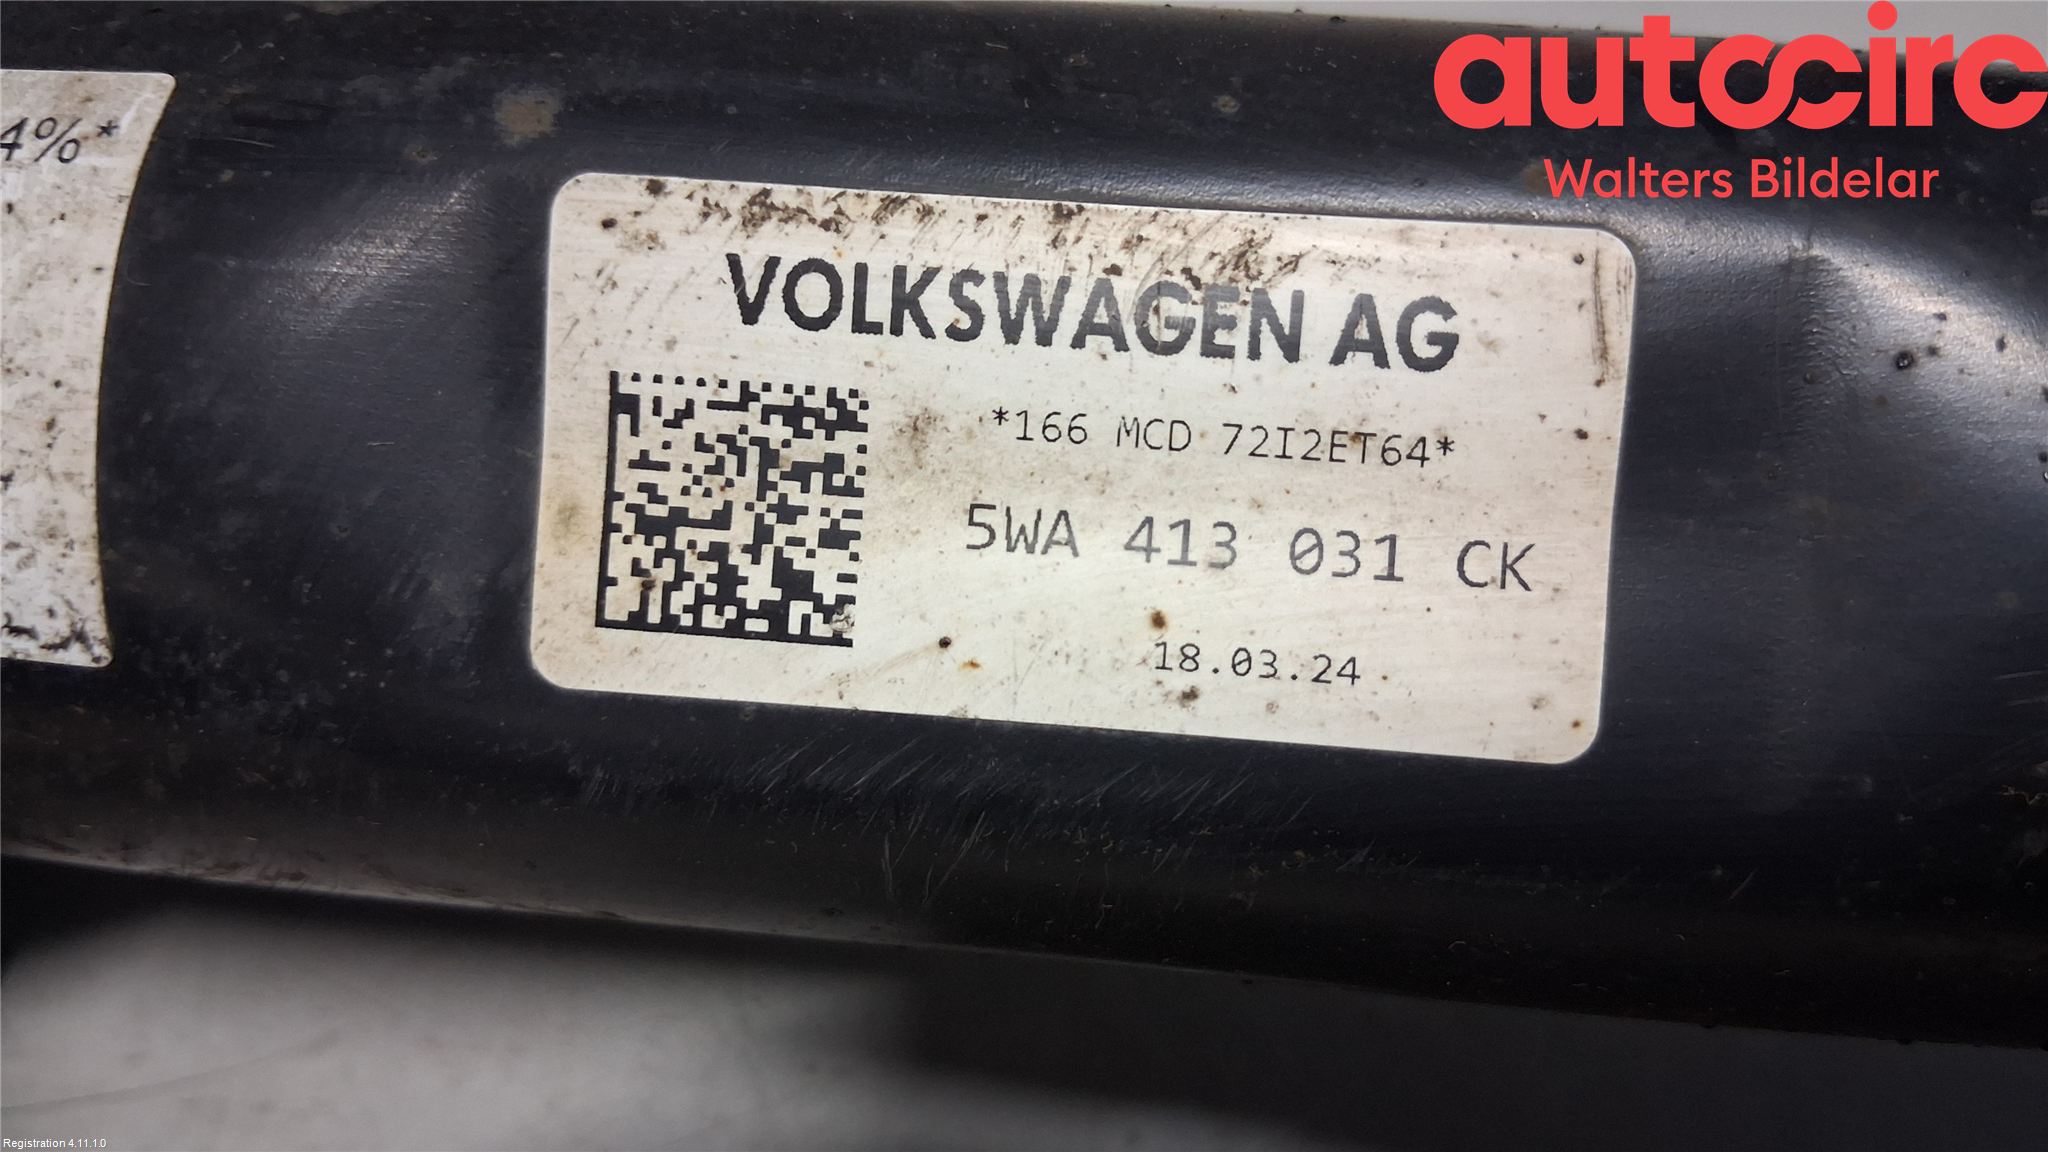 autocirc
Walters Bildelar
4%*
VOLKSWAGEN AG
*166 MCD 72I2ET64*
5WA 413 031 CK
18.03.24
Registration 4.11.1.0